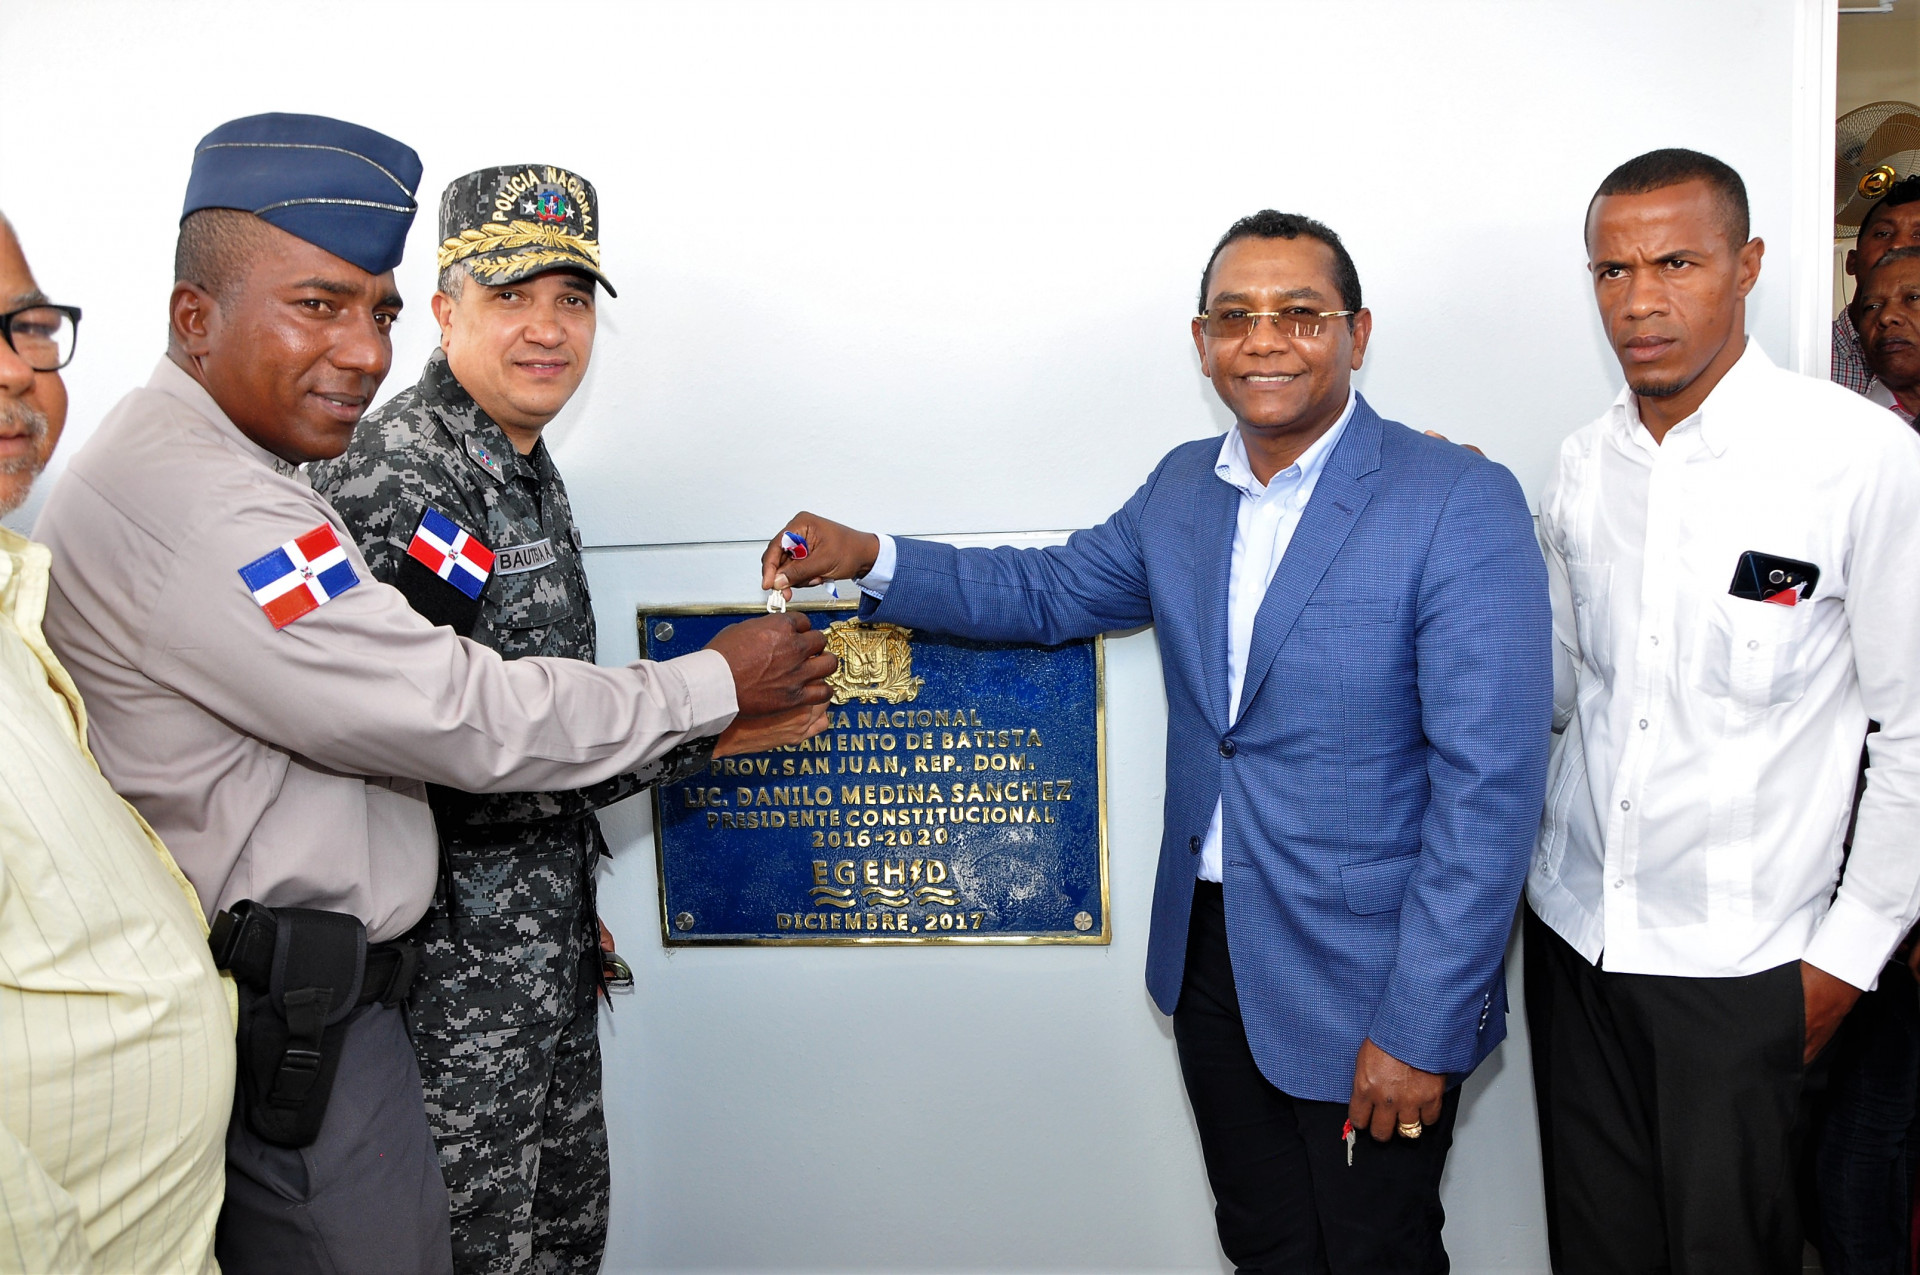 POLICIA NACIONAL
BAUTISTA A.
NACIONAL
DE BATISTA
PROV. SAN JUAN, REP. DOM.
LIC. DANILO MEDINA SANCHEZ
PRESIDENTE CONSTITUCIONAL
2016-2020
EGEHID
DICIEMBRE, 2017